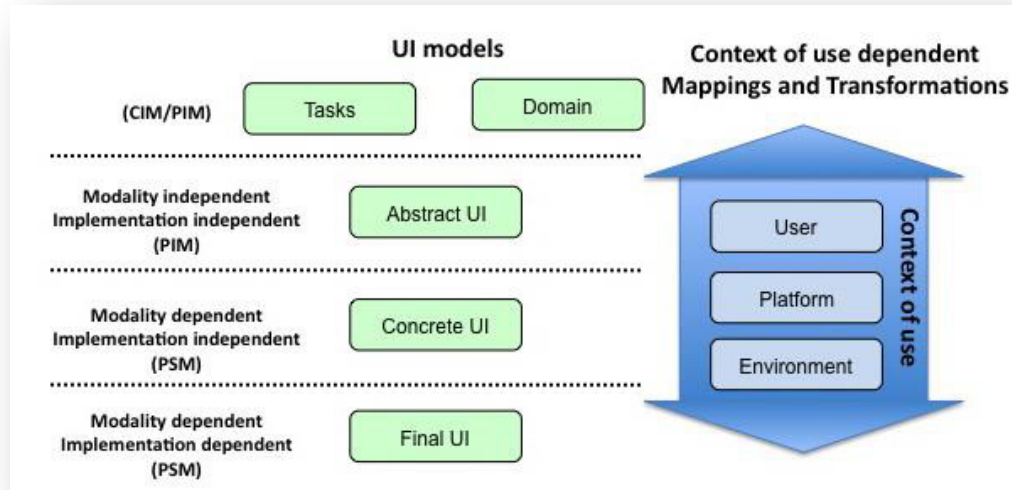 UI models
Context of use dependent
Mappings and Transformations
(CIM/PIM)
Tasks
Domain
Modality independent
Implementation independent
(PIM)
Abstract UI
Modality dependent
Implementation independent
(PSM)
Concrete UI
Modality dependent
Implementation dependent
(PSM)
Final UI
User
Platform
Environment
Context of use